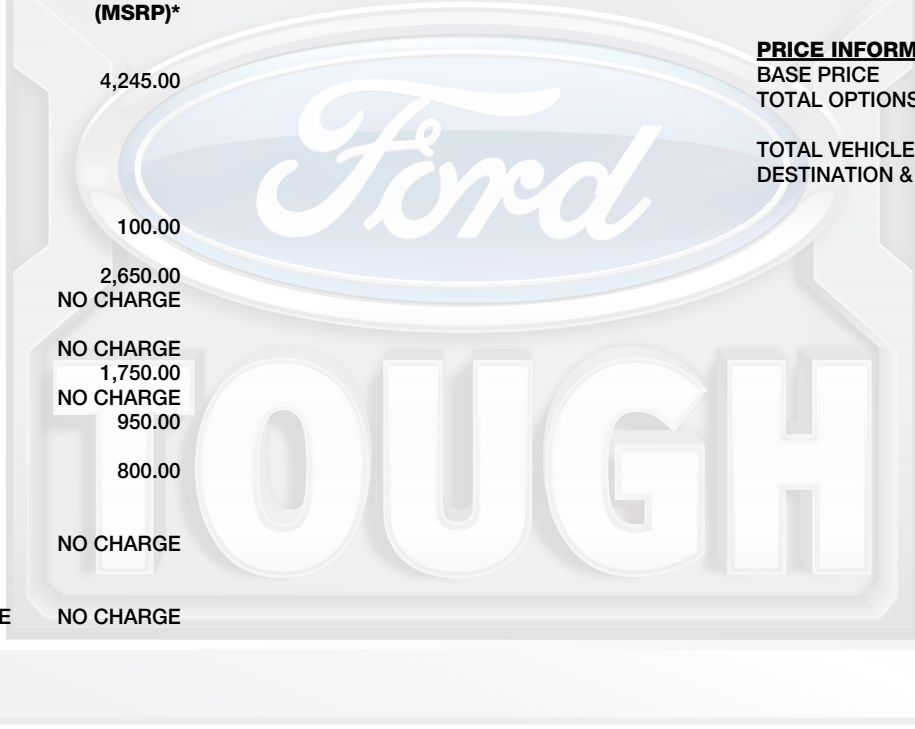 (MSRP)*
4,245.00
100.00
2,650.00
NO CHARGE
NO CHARGE
1,750.00
NO CHARGE
950.00
800.00
NO CHARGE
E NO CHARGE
PRICE INFORM
BASE PRICE
TOTAL OPTIONS
TOTAL VEHICLE
DESTINATION &
Ford
TOUGH